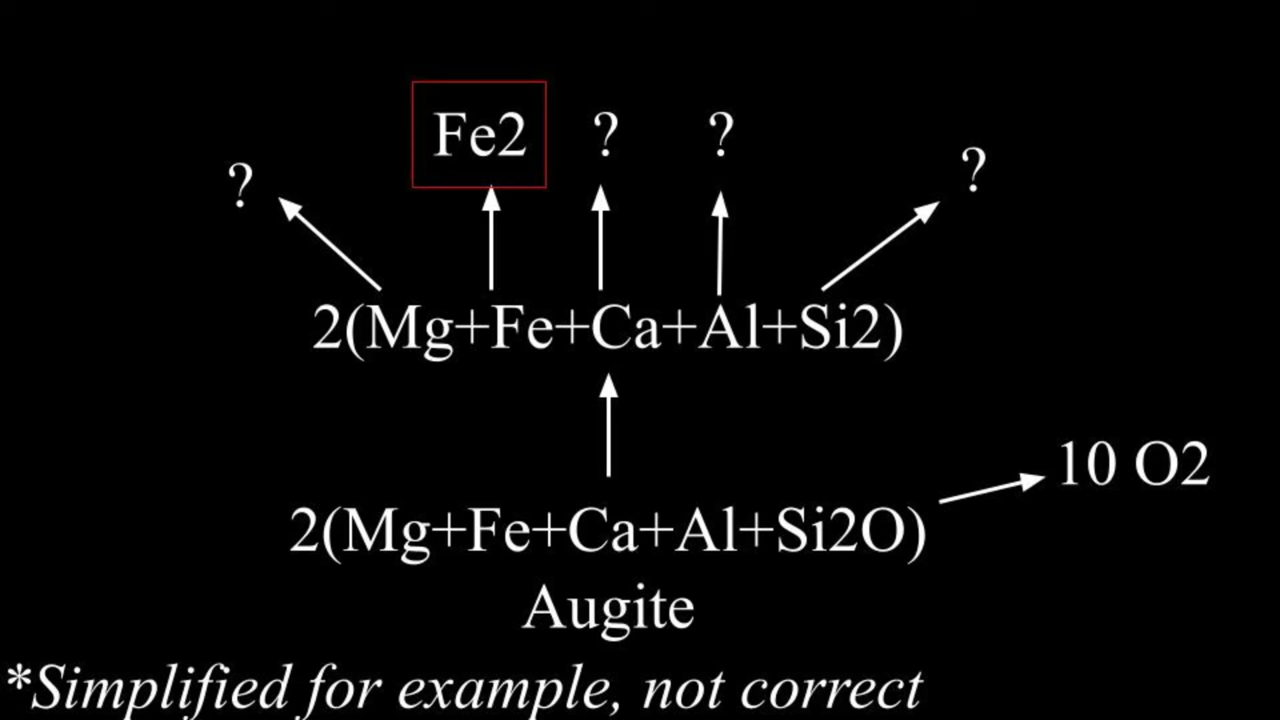 Fe2 ? ?
? ?
2(Mg+Fe+Ca+Al+Si2)
10 O2
2(Mg+Fe+Ca+Al+Si2O)
Augite
*Simplified for example, not correct